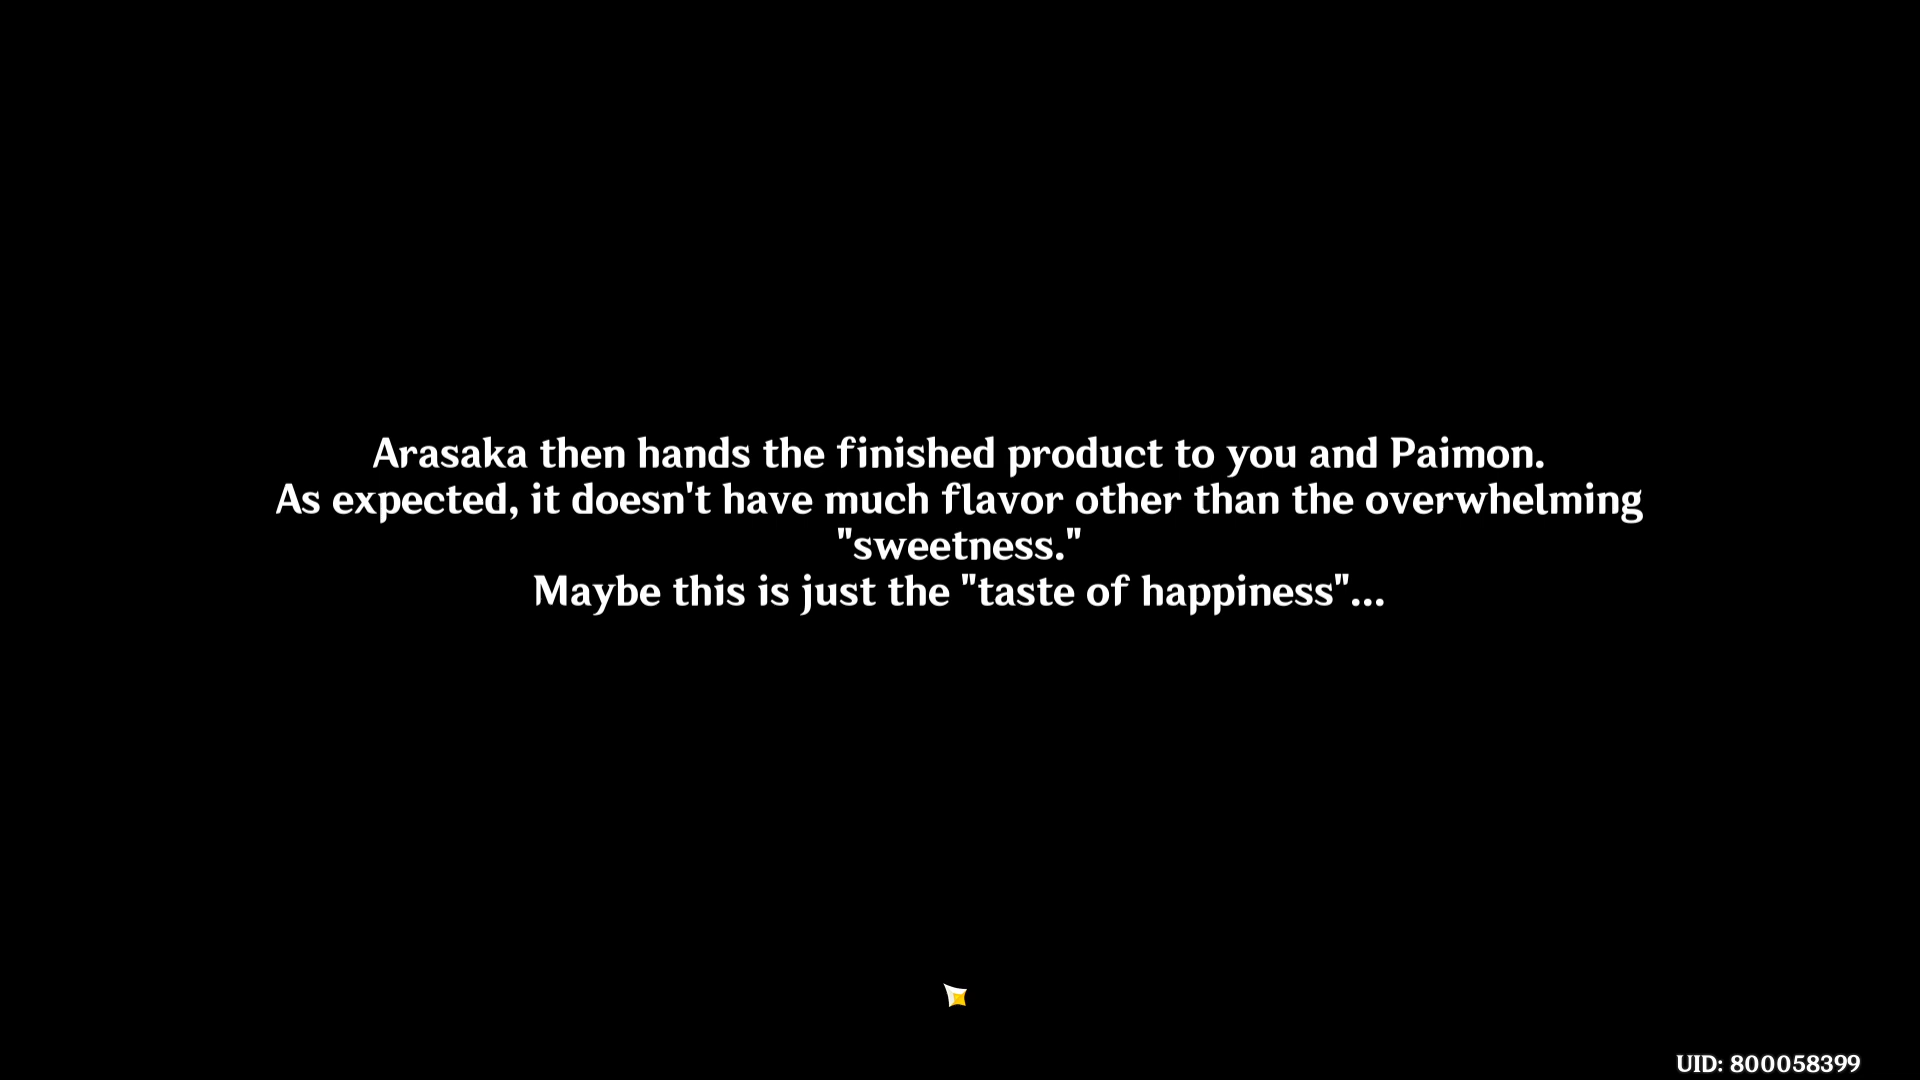 Arasaka then hands the finished product to you and Paimon.
As expected, it doesn't have much flavor other than the overwhelming
"sweetness."
Maybe this is just the "taste of happiness"...
UID: 800058399